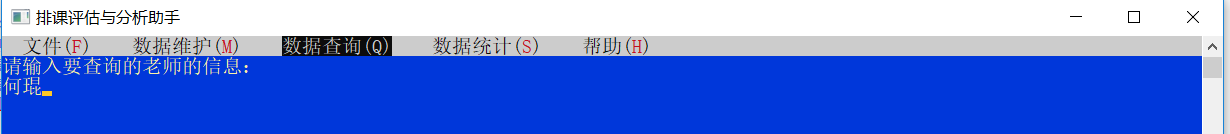 排课评估与分析助手
文件(F) 数据维护(M) 数据查询(Q) 数据统计(S) 帮助(H)
请输入要查询的老师的信息:
何琨